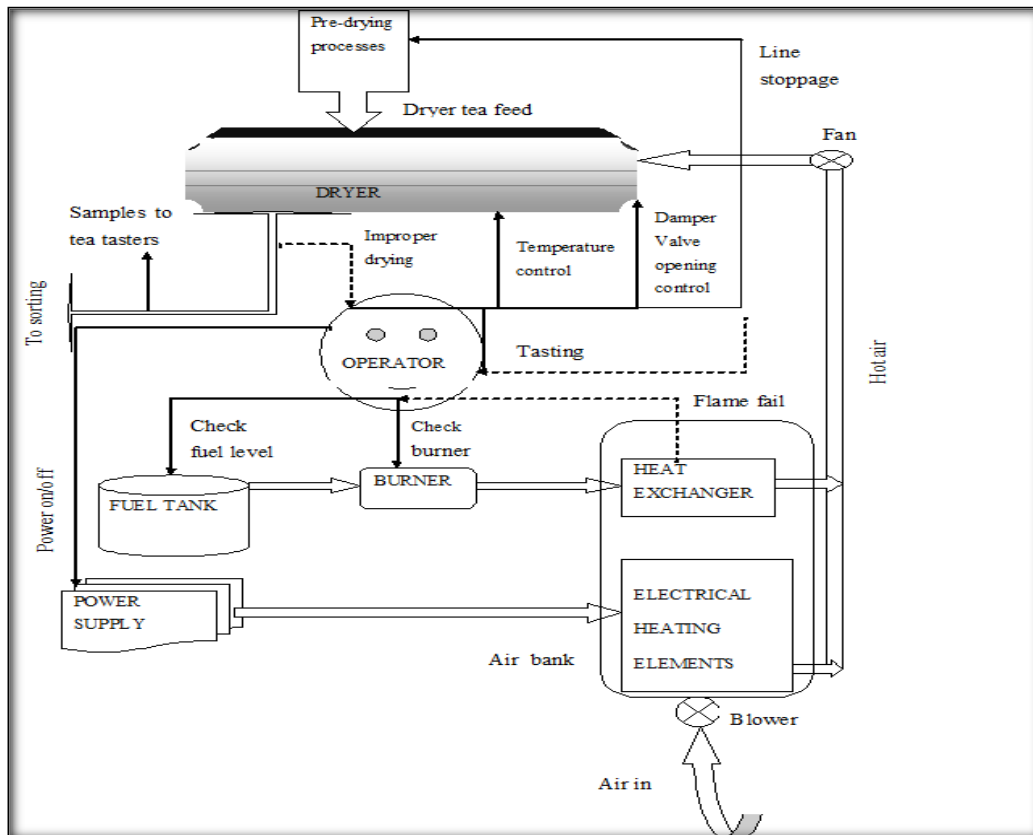 Pre-drying
processes
Line
stoppage
Dryer tea feed
Fan
DRYER
Samples to
tea tasters
Improper
drying
Temperature
control
Damper
Valve
opening
control
To sorting
OPERATOR
Tasting
Hot air
Flame fail
Check
fuel level
Check
burner
Power on/off
FUEL TANK
BURNER
HEAT
EXCHANGER
POWER
SUPPLY
ELECTRICAL
HEATING
ELEMENTS
Air bank
Blower
Air in